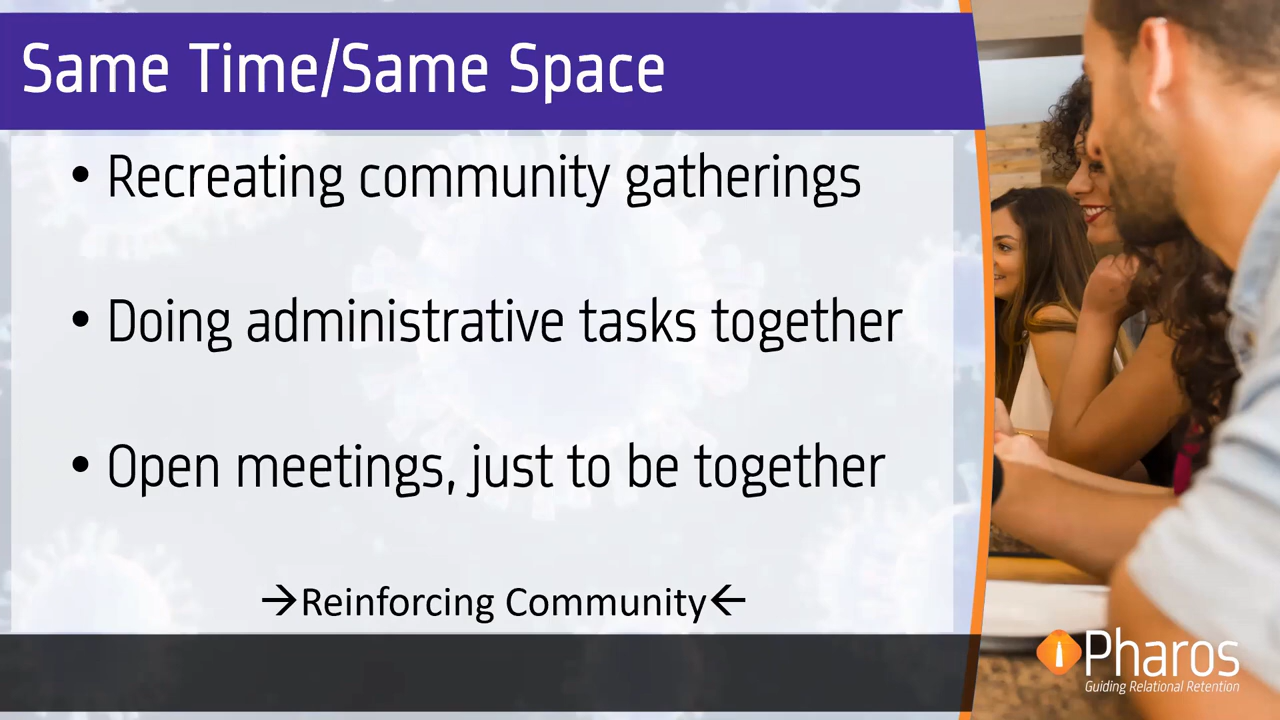 Same Time/Same Space
• Recreating community gatherings
• Doing administrative tasks together
• Open meetings, just to be together
→Reinforcing Community←
Pharos
Guiding Relational Retention